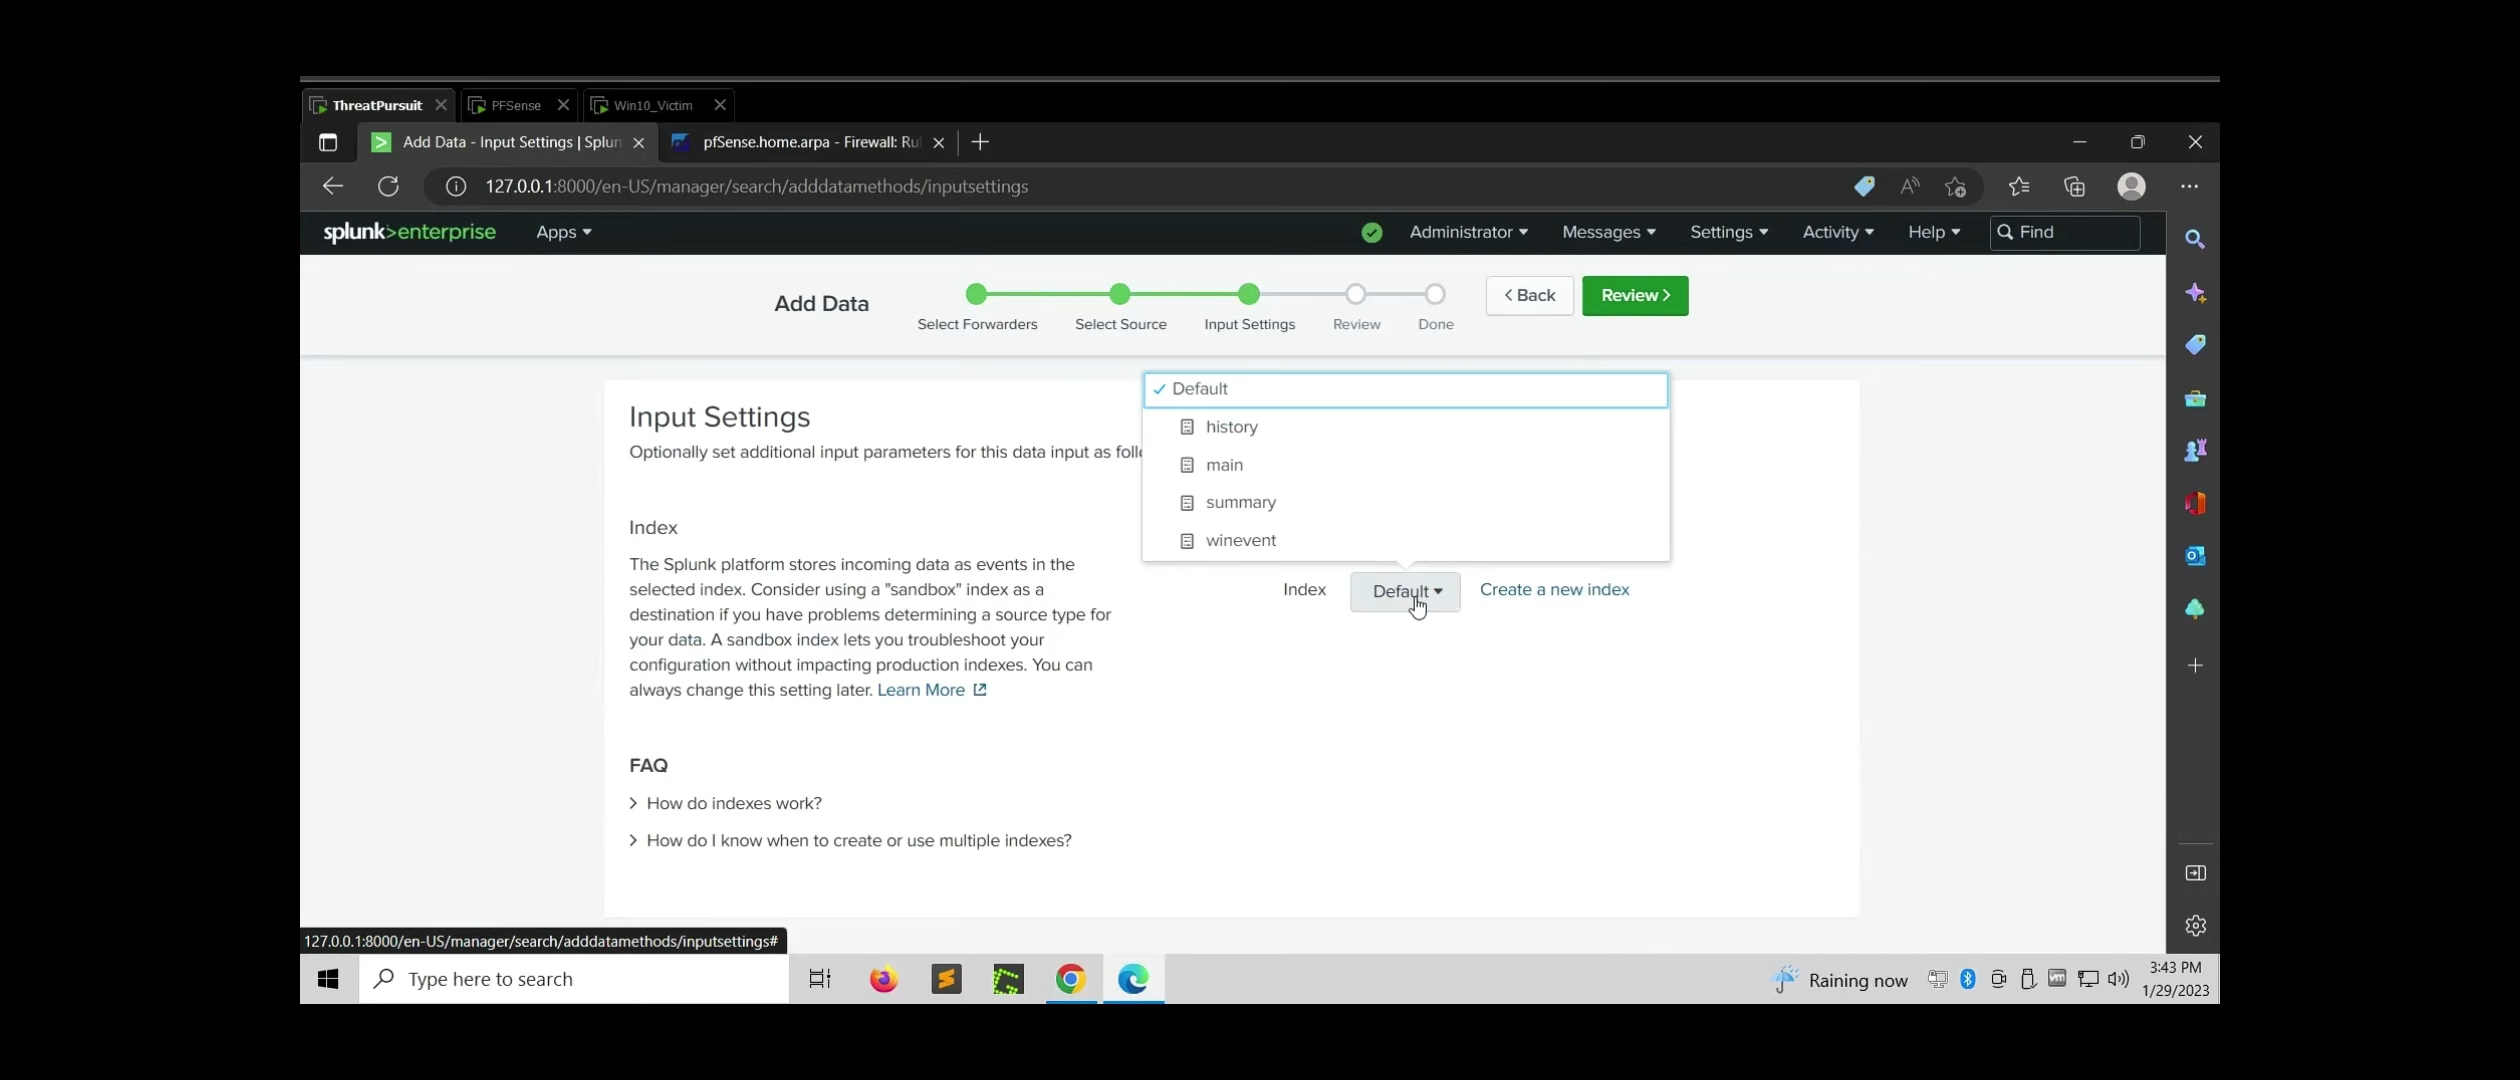 ThreatPursuit
PFSense
Win10_Victim
Add Data - Input Settings | Splun
pfSense.home.arpa - Firewall: Rul
127.0.0.1:8000/en-US/manager/search/adddatamethods/inputsettings
splunk>enterprise
Apps
Administrator
Messages
Settings
Activity
Help
Find
Add Data
Select Forwarders
Select Source
Input Settings
Review
Done
< Back
Review >
Input Settings
Optionally set additional input parameters for this data input as foll
Default
history
main
summary
winevent
Index
The Splunk platform stores incoming data as events in the
selected index. Consider using a "sandbox" index as a
destination if you have problems determining a source type for
your data. A sandbox index lets you troubleshoot your
configuration without impacting production indexes. You can
always change this setting later. Learn More
Index
Default
Create a new index
FAQ
> How do indexes work?
> How do I know when to create or use multiple indexes?
127.0.0.1:8000/en-US/manager/search/adddatamethods/inputsettings#
Type here to search
Raining now
3:43 PM
1/29/2023